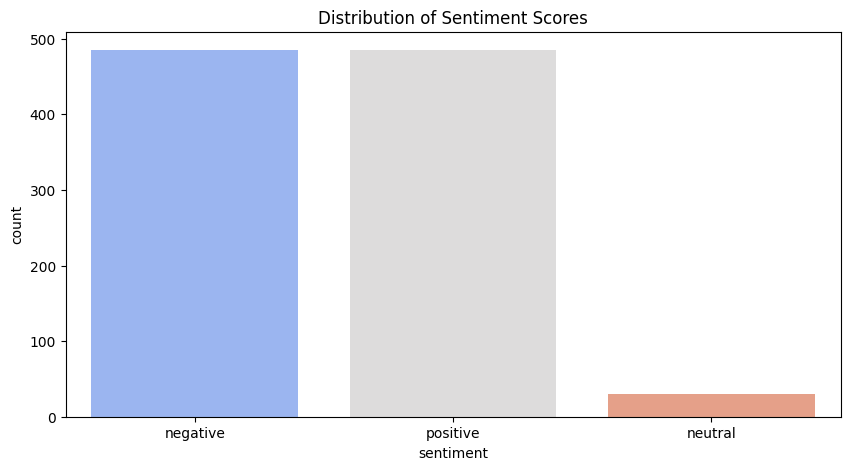 Distribution of Sentiment Scores
500
400
300
200
100
0
count
negative positive neutral
sentiment